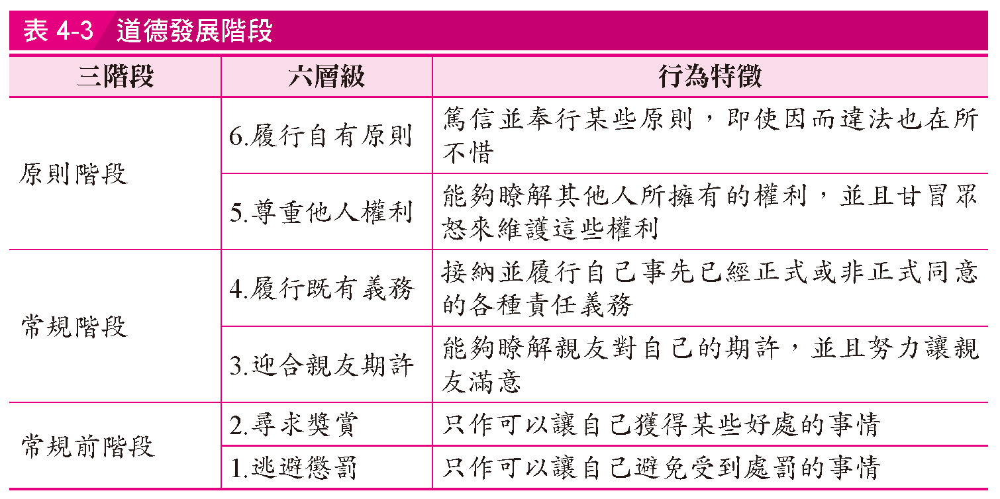 表 4-3 道德發展階段
三階段 六層級 行為特徵
原則階段
6.履行自有原則
篤信並奉行某些原則，即使因而違法也在所
不惜
5.尊重他人權利
能夠瞭解其他人所擁有的權利，並且甘冒眾
怒來維護這些權利
常規階段
4.履行既有義務
接納並履行自己事先已經正式或非正式同意
的各種責任義務
3.迎合親友期許
能夠瞭解親友對自己的期許，並且努力讓親
友滿意
常規前階段
2.尋求獎賞
只作可以讓自己獲得某些好處的事情
1.逃避懲罰
只作可以讓自己避免受到處罰的事情